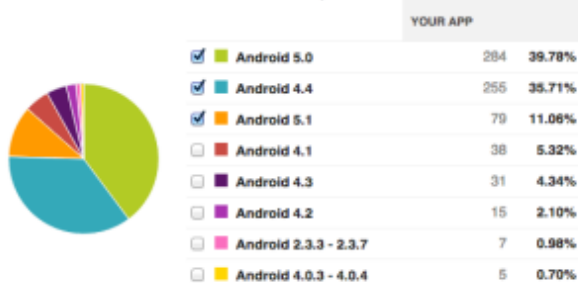 YOUR APP
Android 5.0 284 39.78%
Android 4.4 255 35.71%
Android 5.1 79 11.06%
Android 4.1 38 5.32%
Android 4.3 31 4.34%
Android 4.2 15 2.10%
Android 2.3.3 - 2.3.7 7 0.98%
Android 4.0.3 - 4.0.4 5 0.70%